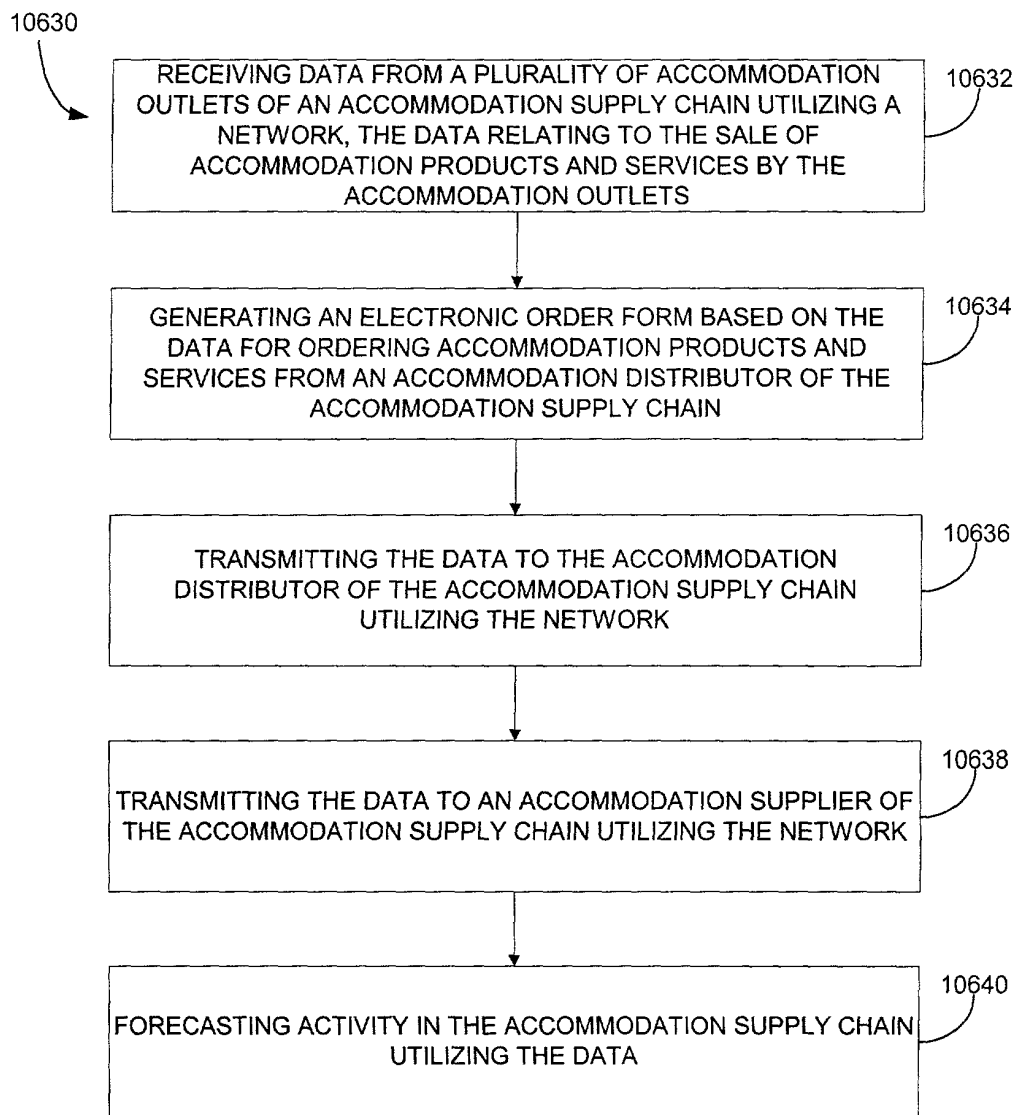 10630
RECEIVING DATA FROM A PLURALITY OF ACCOMMODATION
OUTLETS OF AN ACCOMMODATION SUPPLY CHAIN UTILIZING A
NETWORK, THE DATA RELATING TO THE SALE OF
ACCOMMODATION PRODUCTS AND SERVICES BY THE
ACCOMMODATION OUTLETS
10632
GENERATING AN ELECTRONIC ORDER FORM BASED ON THE
DATA FOR ORDERING ACCOMMODATION PRODUCTS AND
SERVICES FROM AN ACCOMMODATION DISTRIBUTOR OF THE
ACCOMMODATION SUPPLY CHAIN
10634
TRANSMITTING THE DATA TO THE ACCOMMODATION
DISTRIBUTOR OF THE ACCOMMODATION SUPPLY CHAIN
UTILIZING THE NETWORK
10636
TRANSMITTING THE DATA TO AN ACCOMMODATION SUPPLIER OF
THE ACCOMMODATION SUPPLY CHAIN UTILIZING THE NETWORK
10638
FORECASTING ACTIVITY IN THE ACCOMMODATION SUPPLY CHAIN
UTILIZING THE DATA
10640